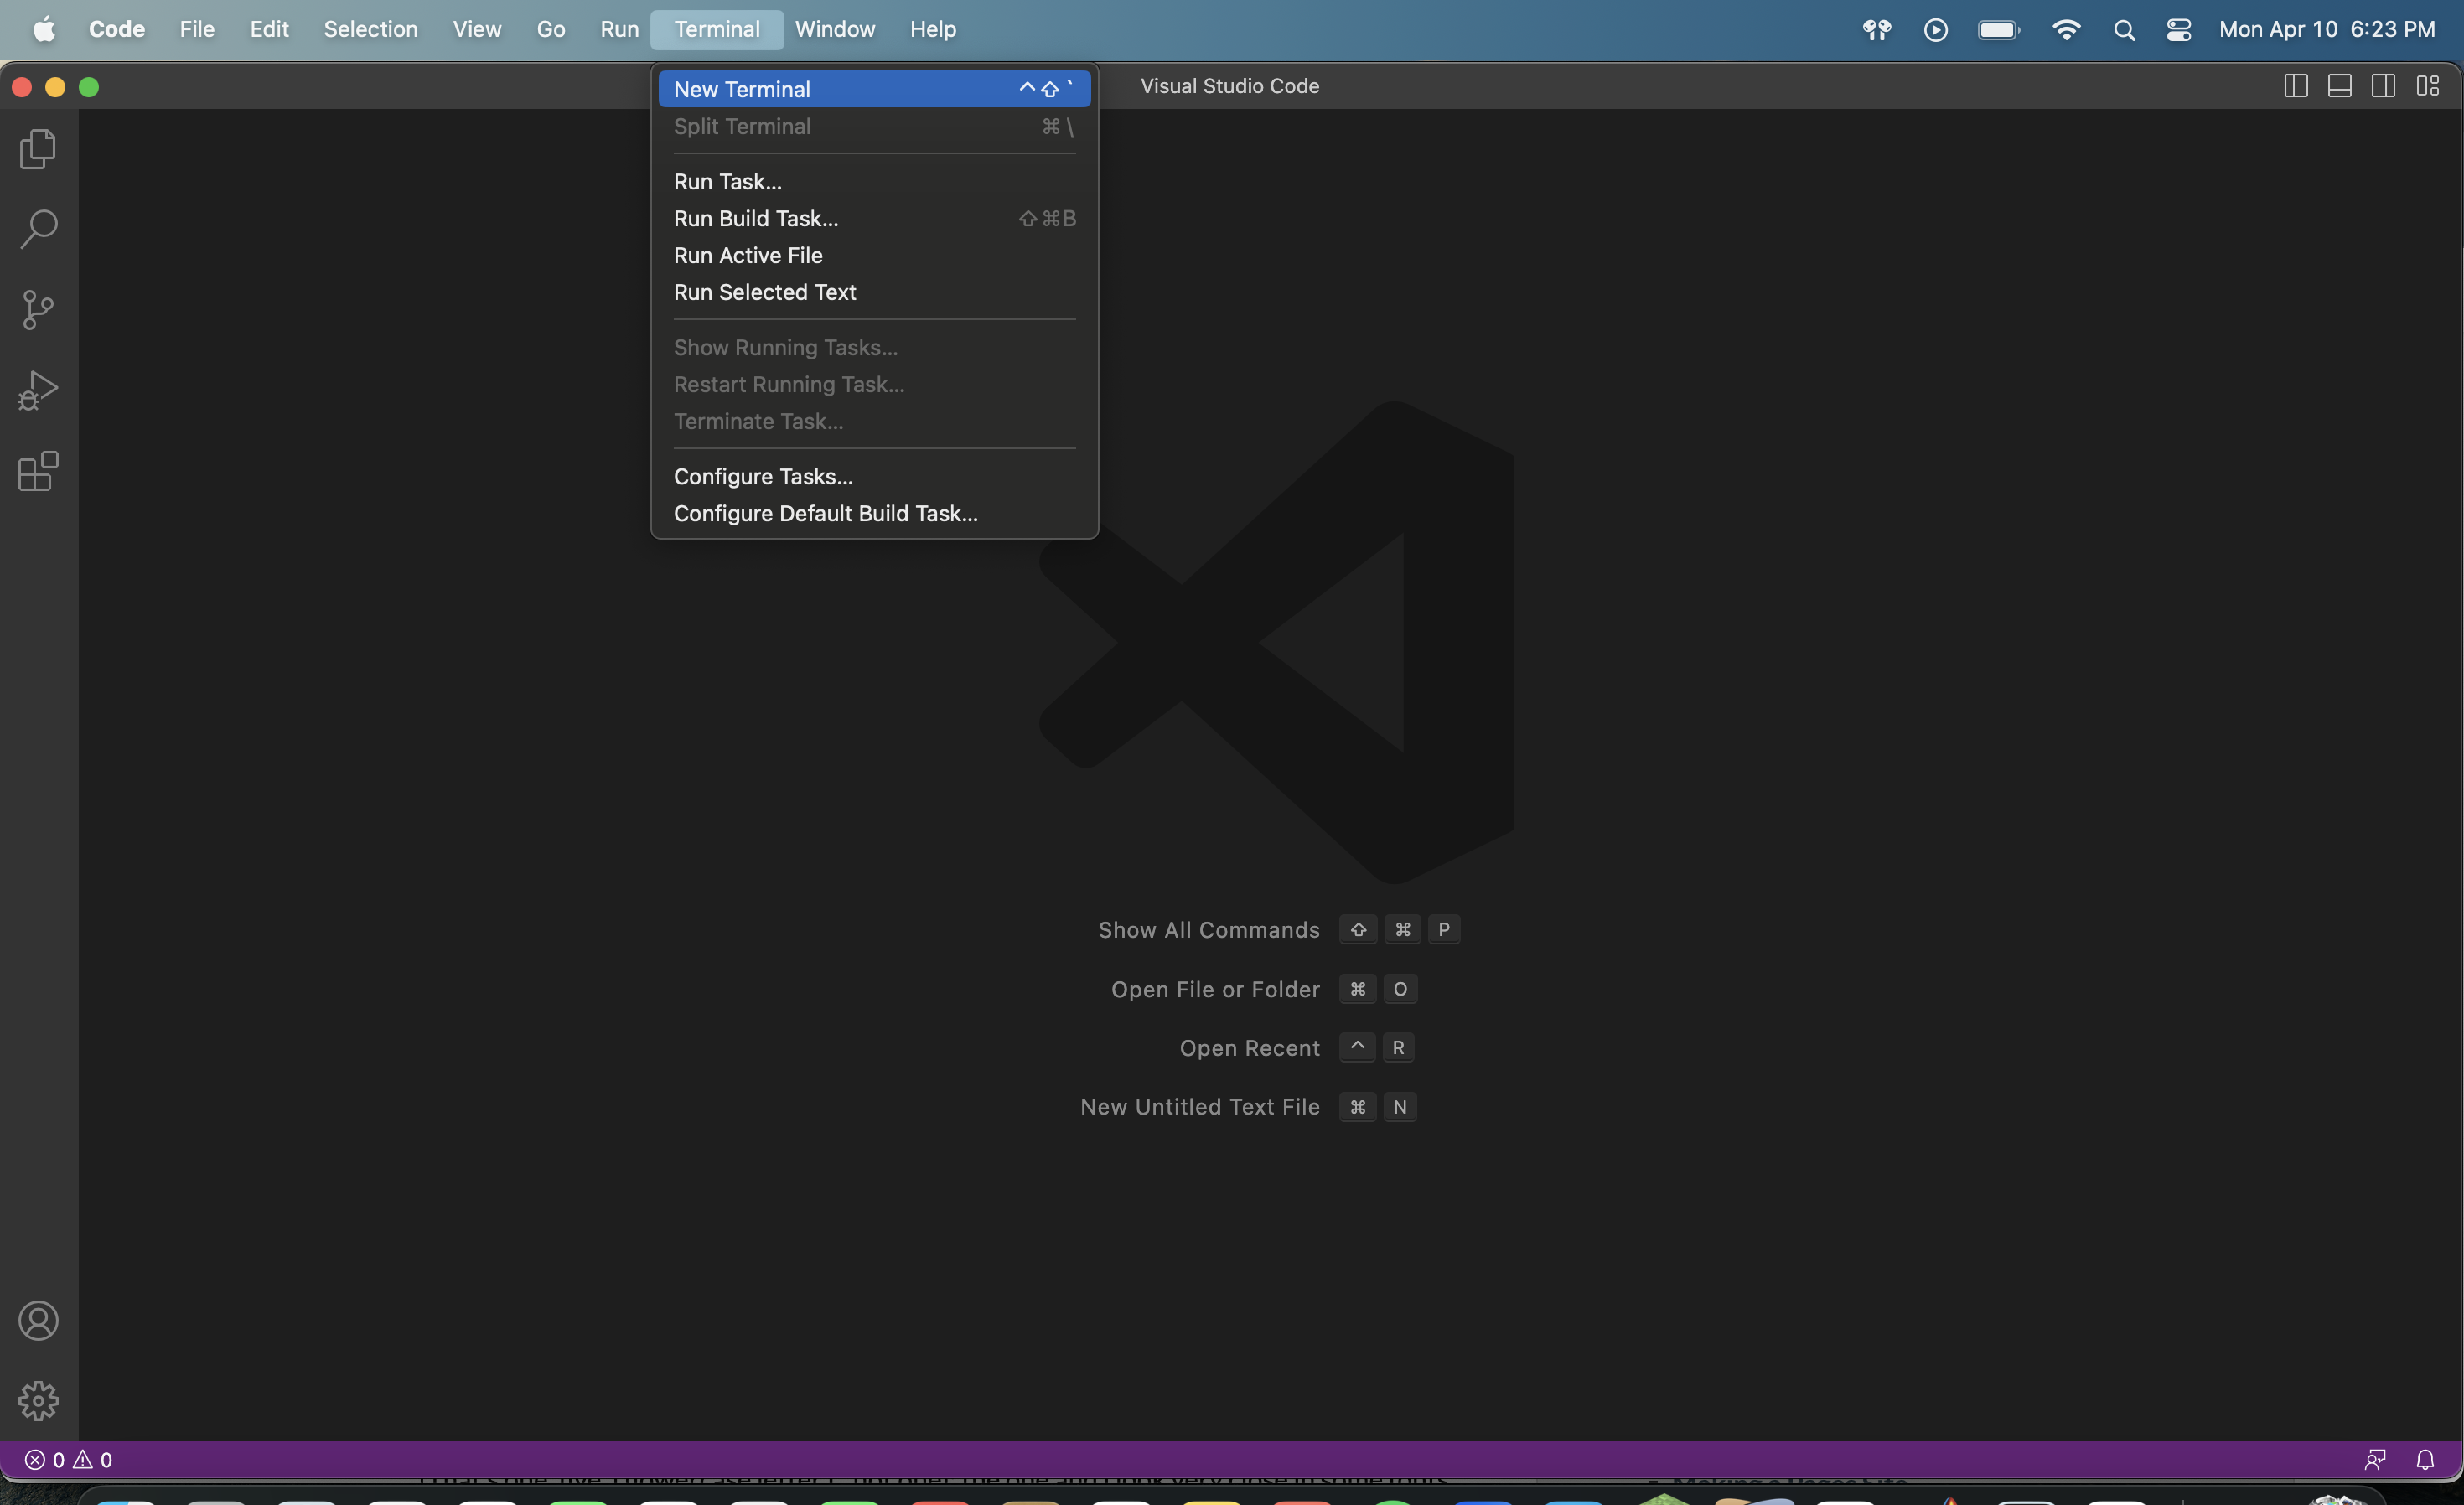 Code File Edit Selection View Go Run Terminal Window Help Mon Apr 10 6:23 PM
Visual Studio Code
New Terminal ^⇧`
Split Terminal ⌘\
Run Task...
Run Build Task... ⇧⌘B
Run Active File
Run Selected Text
Show Running Tasks...
Restart Running Task...
Terminate Task...
Configure Tasks...
Configure Default Build Task...
Show All Commands ⇧ ⌘ P
Open File or Folder ⌘ O
Open Recent ^ R
New Untitled Text File ⌘ N
0 0
Making a Pages Site